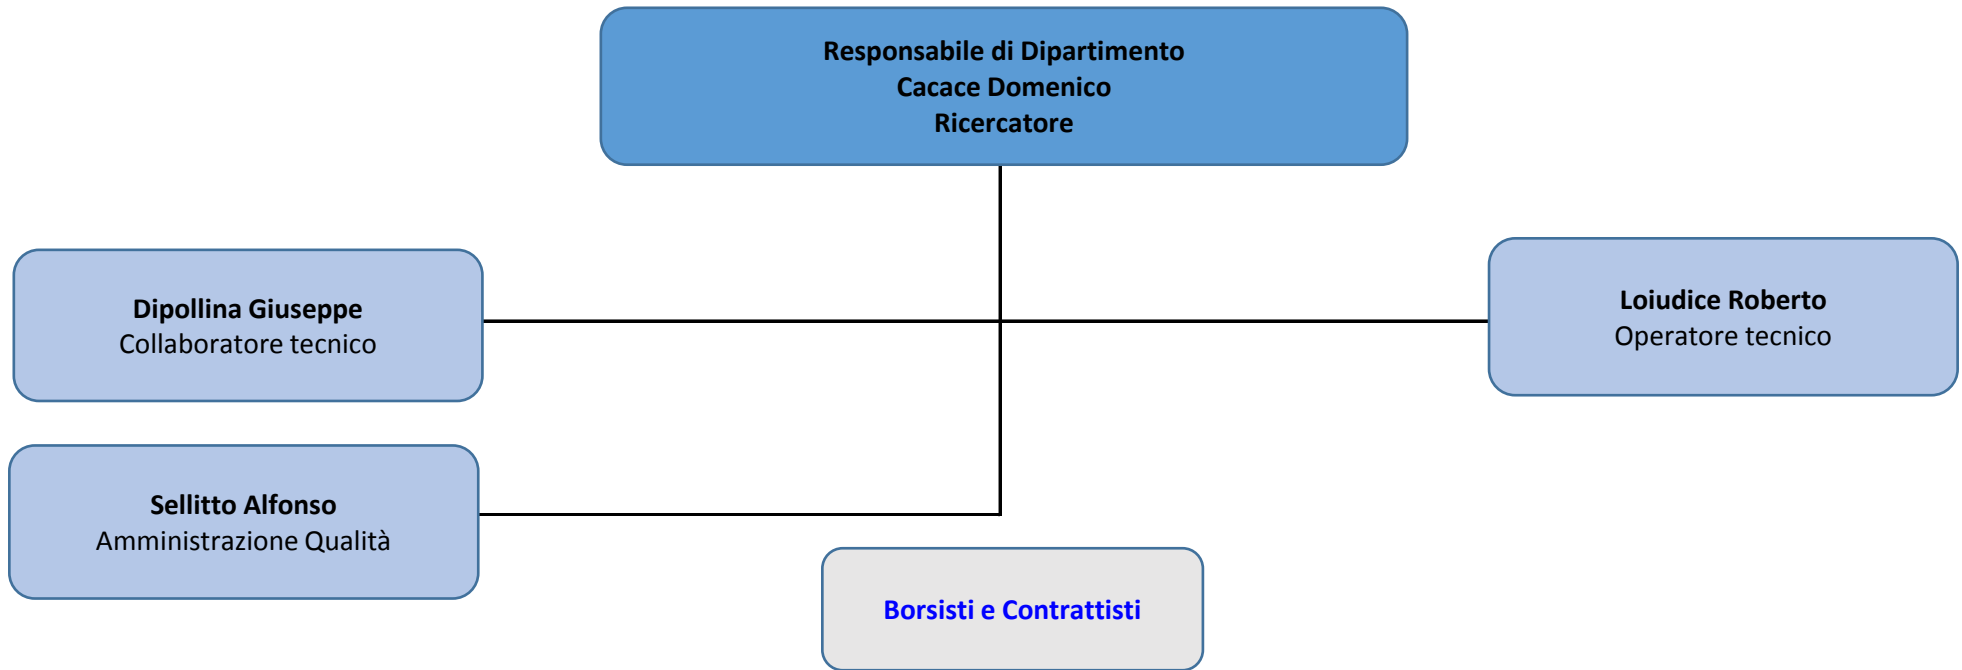 Responsabile di Dipartimento
Cacace Domenico
Ricercatore
Dipollina Giuseppe
Collaboratore tecnico
Loiudice Roberto
Operatore tecnico
Sellitto Alfonso
Amministrazione Qualità
Borsisti e Contrattisti